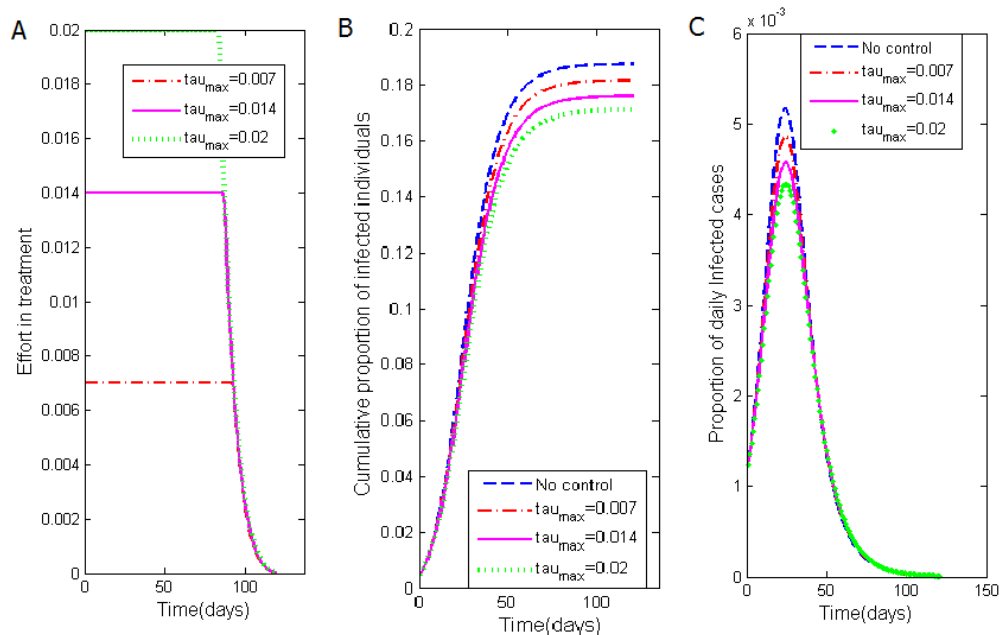 A
Effort in treatment
0.02
0.018
0.016
0.014
0.012
0.01
0.008
0.006
0.004
0.002
0
tau_max=0.007
tau_max=0.014
tau_max=0.02
0
50
100
Time(days)
B
Cumulative proportion of infected individuals
0.2
0.18
0.16
0.14
0.12
0.1
0.08
0.06
0.04
0.02
0
No control
tau_max=0.007
tau_max=0.014
tau_max=0.02
0
50
100
Time(days)
C
x 10^-3
Proportion of daily Infected cases
6
5
4
3
2
1
0
No control
tau_max=0.007
tau_max=0.014
tau_max=0.02
0
50
100
150
Time(days)